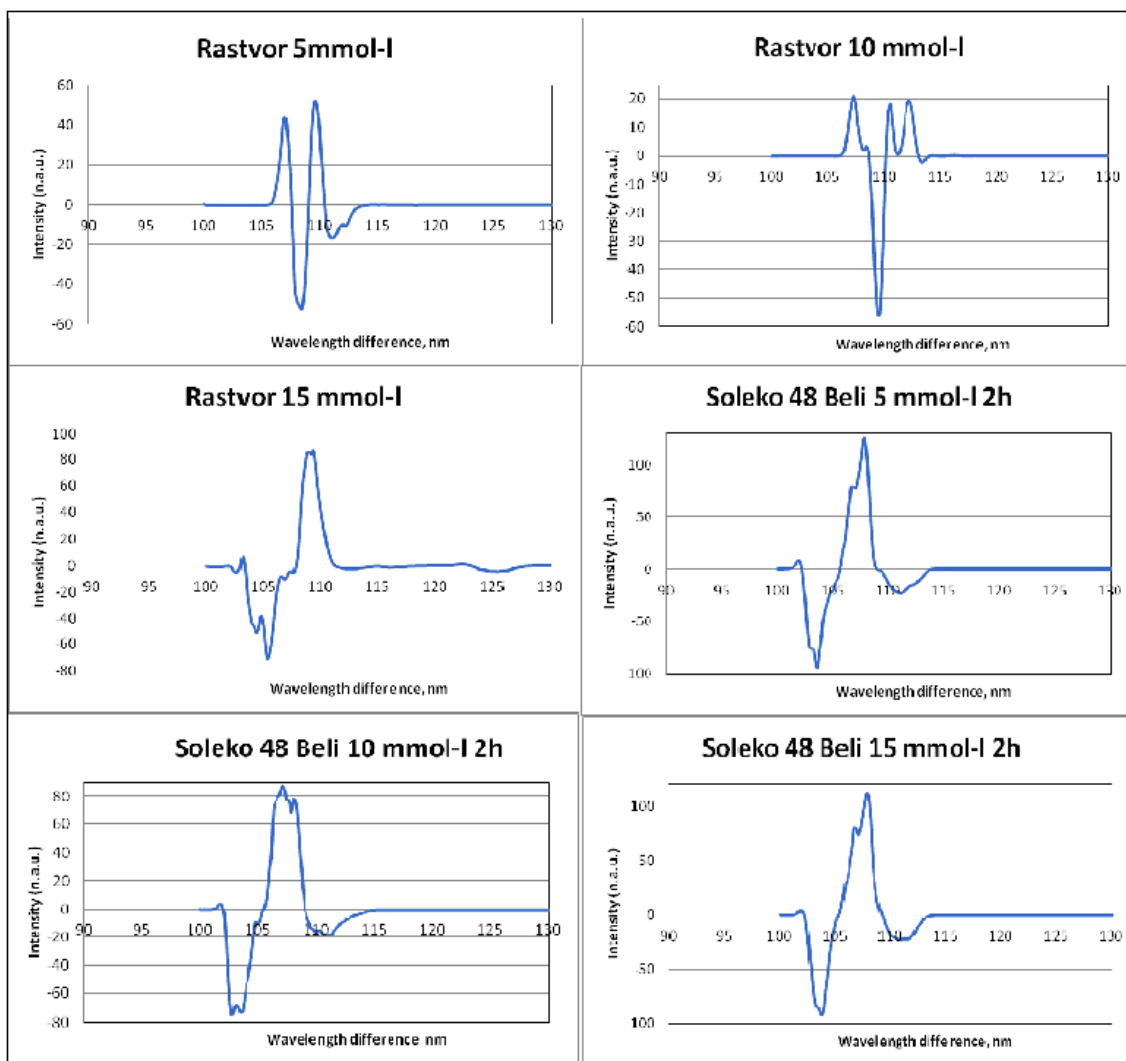 Rastvor 5mmol-l
60
40
20
0
-20
-40
-60
90 95 100 105 110 115 120 125 130
Intensity (n.a.u.)
Wavelength difference, nm
Rastvor 10 mmol-l
20
10
0
-10
-20
-30
-40
-50
-60
90 95 100 105 110 115 120 125 130
Intensity (n.a.u.)
Wavelength difference, nm
Rastvor 15 mmol-l
100
80
60
40
20
0
-20
-40
-60
-80
90 95 100 105 110 115 120 125 130
Intensity (n.a.u.)
Wavelength difference, nm
Soleko 48 Beli 5 mmol-l 2h
100
50
0
-50
100
90 95 100 105 110 115 120 125 130
Intensity (n.a.u.)
Wavelength difference, nm
Soleko 48 Beli 10 mmol-l 2h
80
60
40
20
0
-20
-40
-60
-80
90 95 100 105 110 115 120 125 130
Intensity (n.a.u.)
Wavelength difference nm
Soleko 48 Beli 15 mmol-l 2h
100
50
0
-50
100
90 95 100 105 110 115 120 125 130
Intensity (n.a.u.)
Wavelength difference, nm